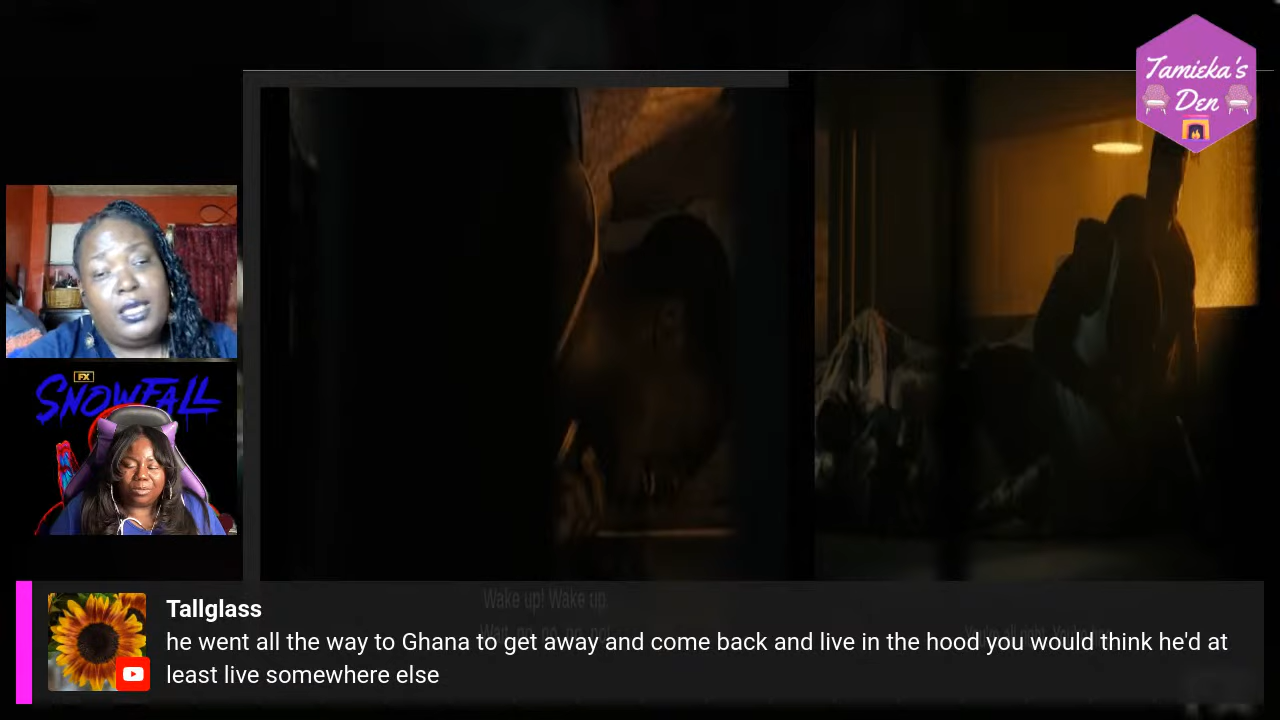 Tamieka's
Den
FX
SNOWFALL
Wake up! Wake up.
Tallglass
he went all the way to Ghana to get away and come back and live in the hood you would think he'd at
least live somewhere else